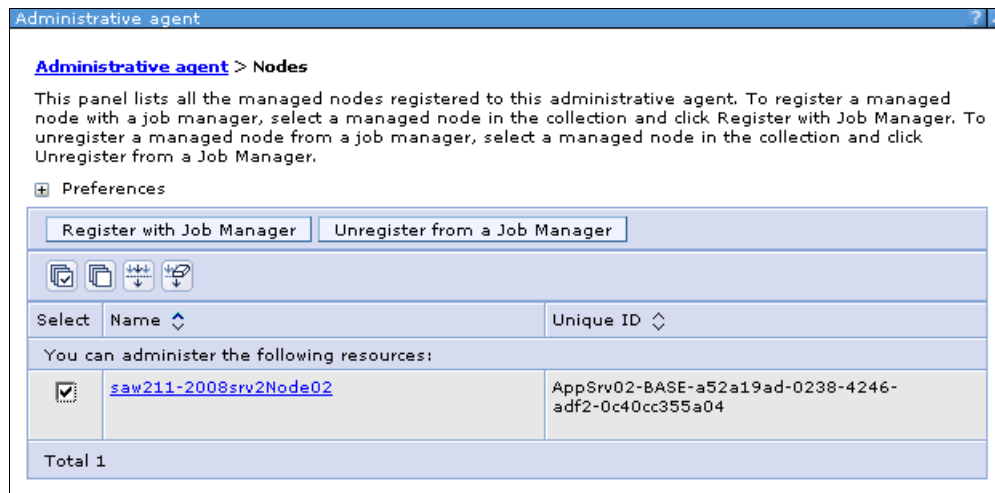 Administrative agent ?
Administrative agent > Nodes
This panel lists all the managed nodes registered to this administrative agent. To register a managed
node with a job manager, select a managed node in the collection and click Register with Job Manager. To
unregister a managed node from a job manager, select a managed node in the collection and click
Unregister from a Job Manager.
Preferences
Register with Job Manager Unregister from a Job Manager
Select Name Unique ID
You can administer the following resources:
saw211-2008srv2Node02 AppSrv02-BASE-a52a19ad-0238-4246-
adf2-0c40cc355a04
Total 1